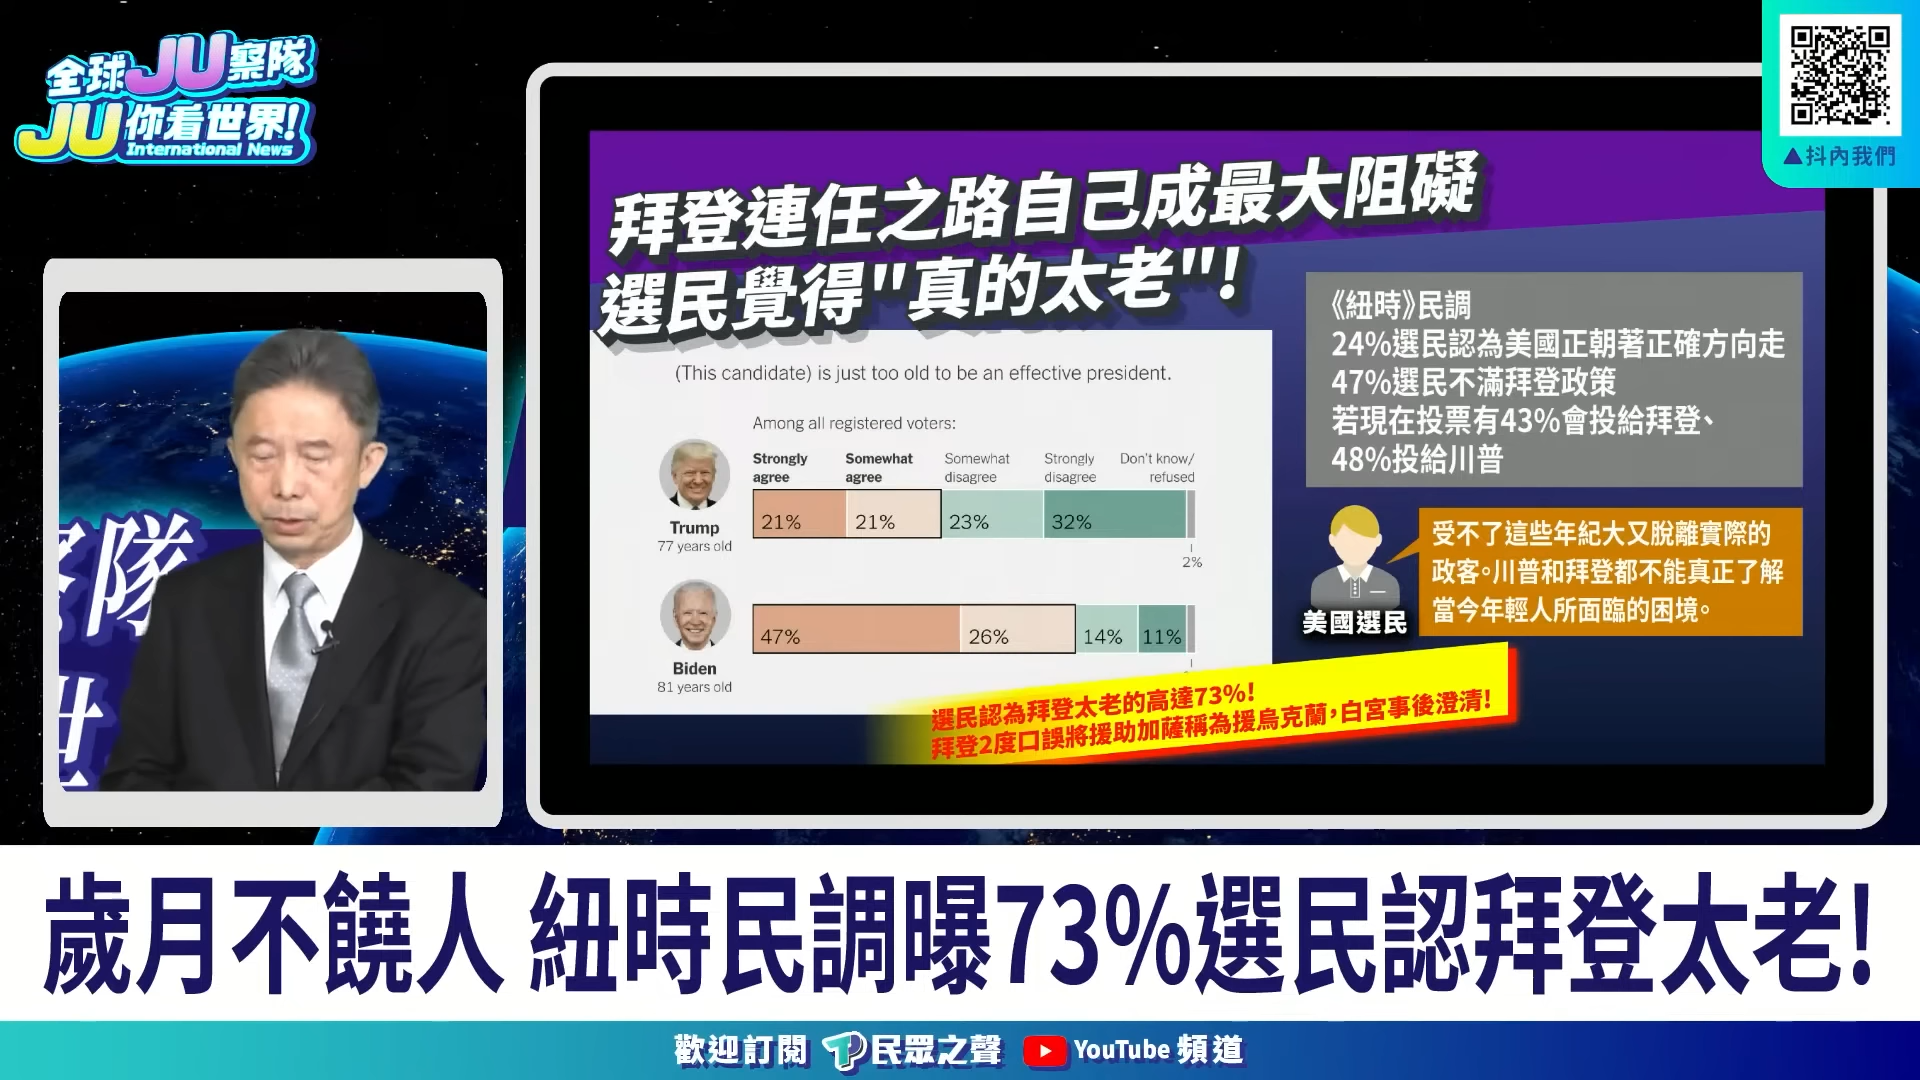 全球JU察隊
JU你看世界!
International News
▲抖內我們
拜登連任之路自己成最大阻礙
選民覺得"真的太老"!
(This candidate) is just too old to be an effective president.
Among all registered voters:
Strongly agree
Somewhat agree
Somewhat disagree
Strongly disagree
Don't know/ refused
21%
21%
23%
32%
2%
Trump
77 years old
47%
26%
14%
11%
Biden
81 years old
《紐時》民調
24%選民認為美國正朝著正確方向走
47%選民不滿拜登政策
若現在投票有43%會投給拜登、
48%投給川普
受不了這些年紀大又脫離實際的
政客。川普和拜登都不能真正了解
當今年輕人所面臨的困境。
美國選民
選民認為拜登太老的高達73%!
拜登2度口誤將援助加薩稱為援烏克蘭,白宮事後澄清!
察隊
世
歲月不饒人 紐時民調曝73%選民認拜登太老!
歡迎訂閱 民眾之聲 YouTube 頻道